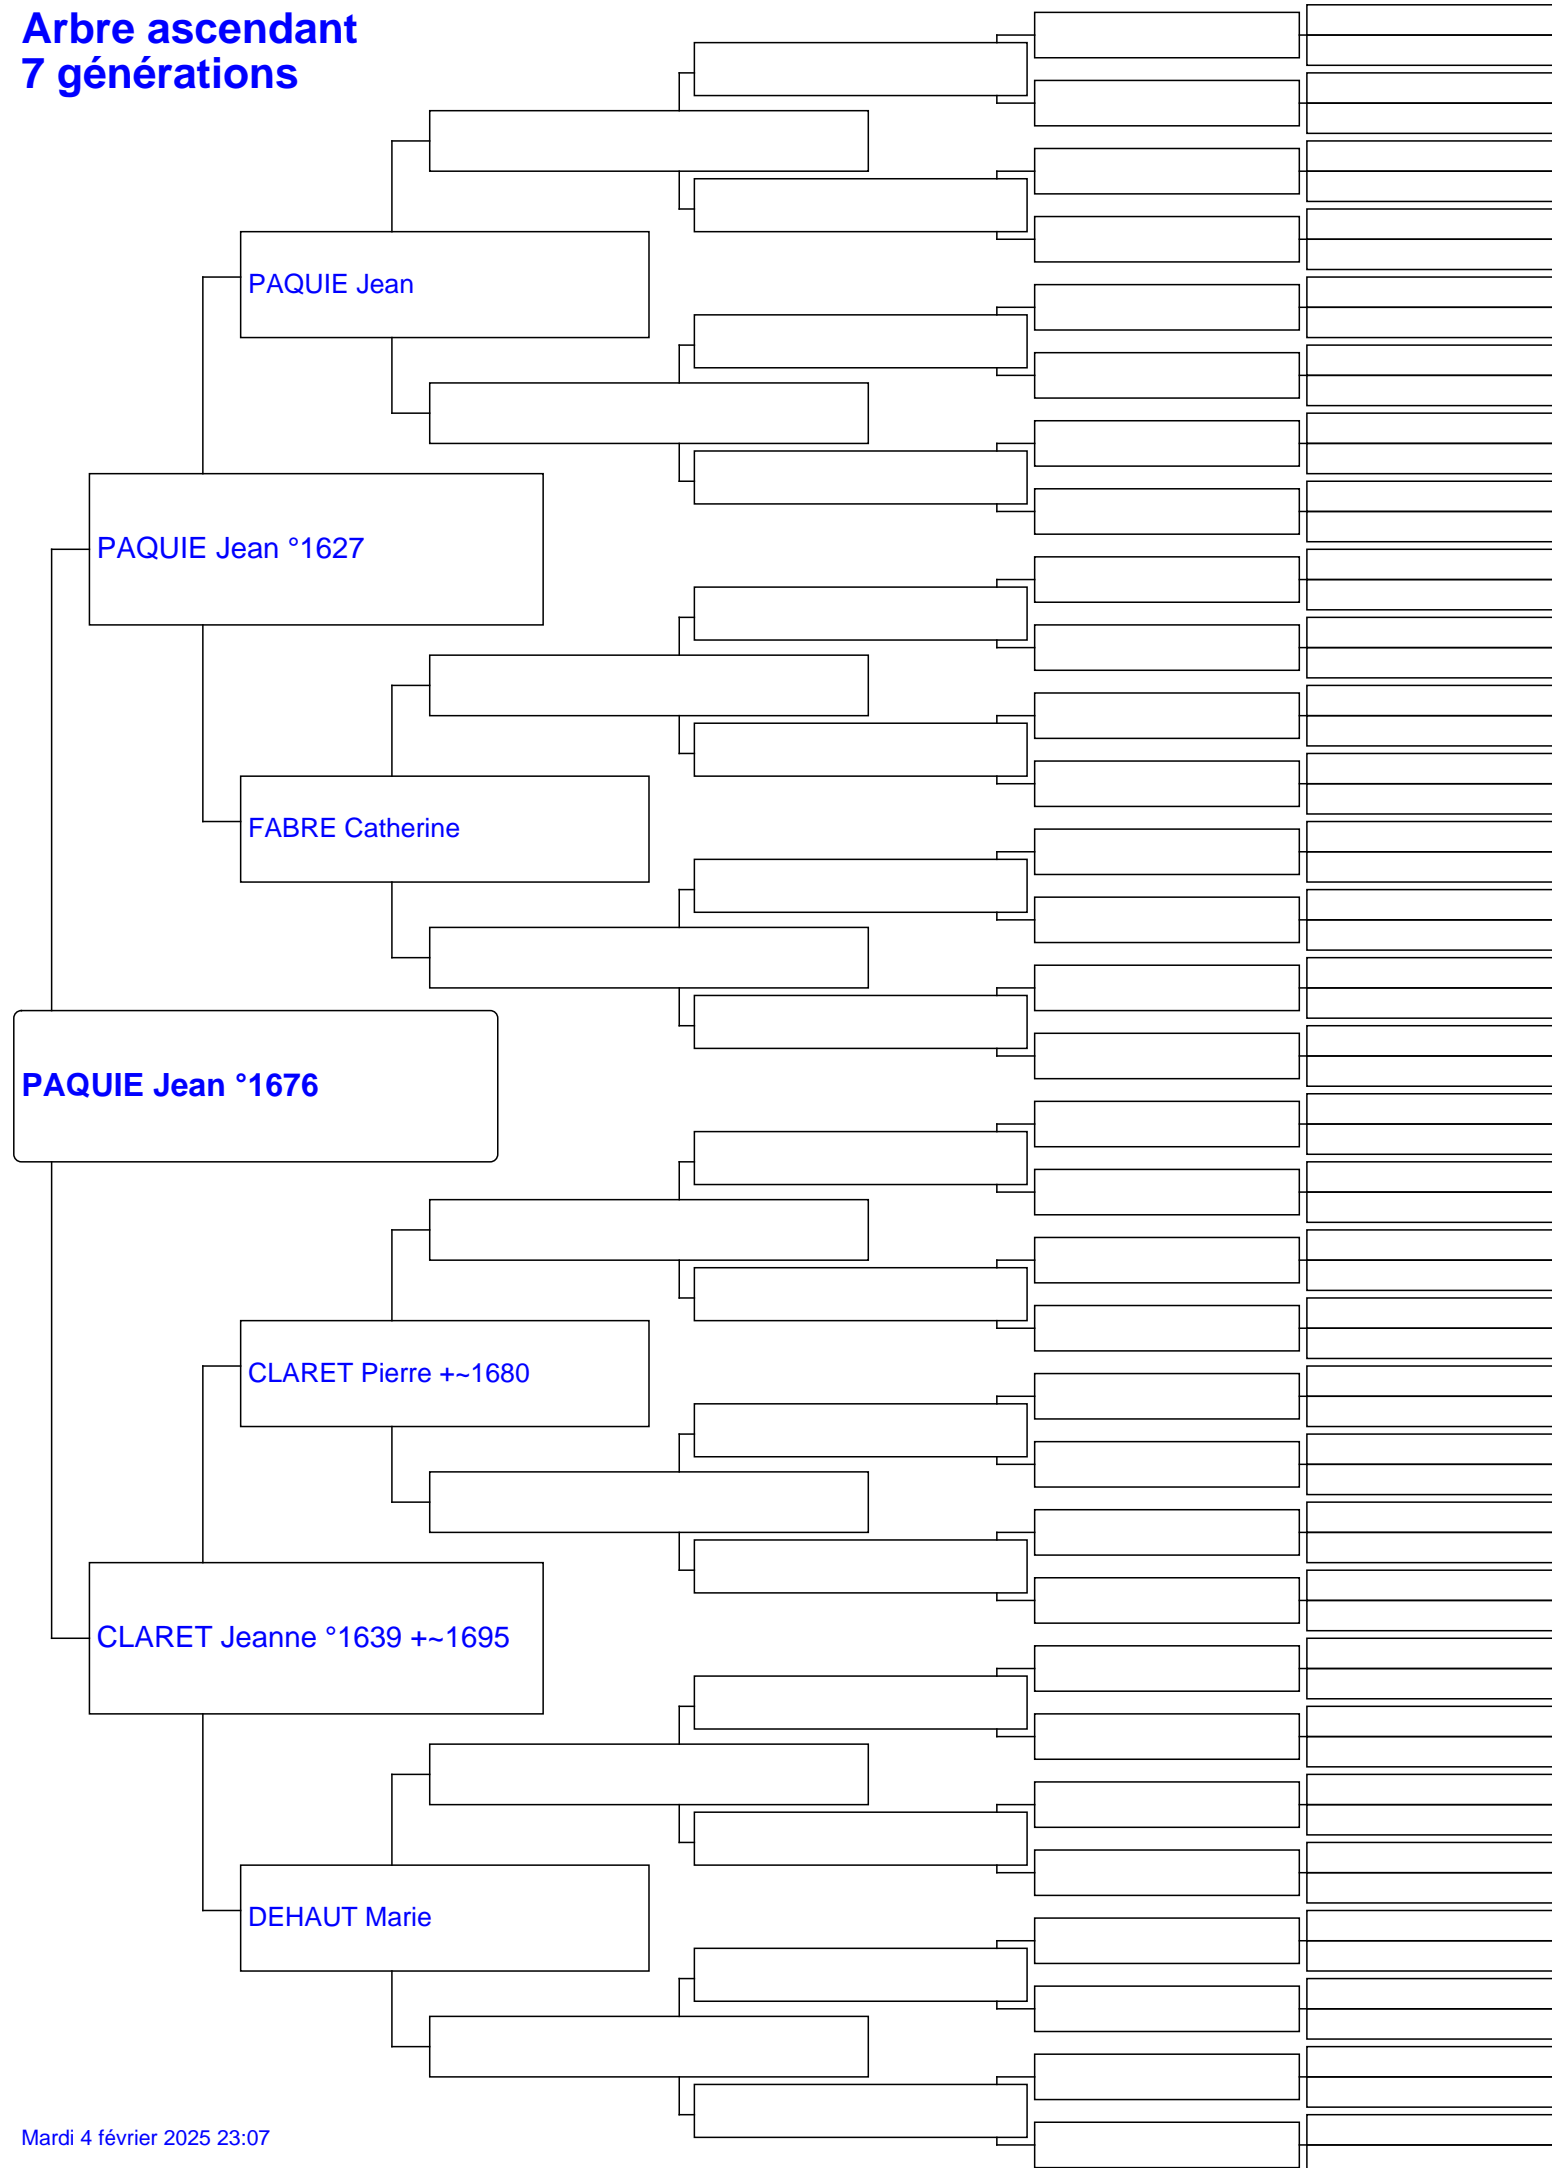 Arbre ascendant
7 générations
PAQUIE Jean
PAQUIE Jean °1627
FABRE Catherine
PAQUIE Jean °1676
CLARET Pierre +~1680
CLARET Jeanne °1639 +~1695
DEHAUT Marie
Mardi 4 février 2025 23:07